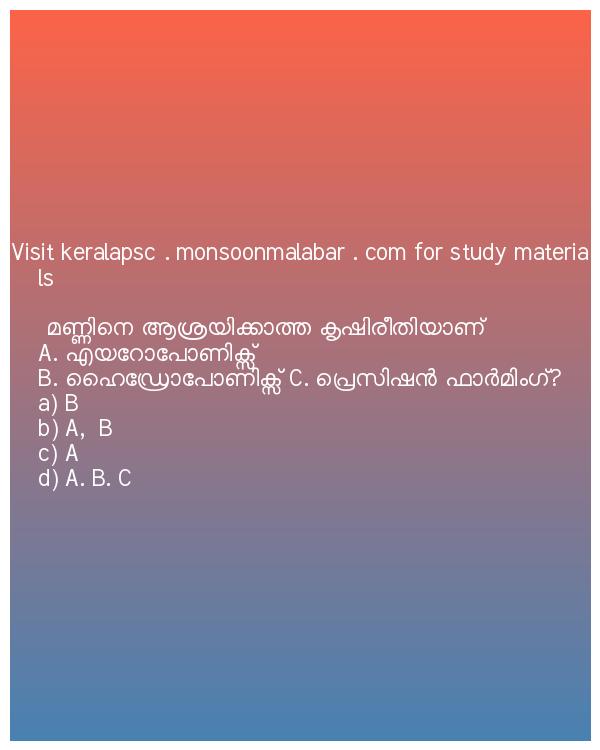 Visit keralapsc . monsoonmalabar . com for study materia
ls
മണ്ണിനെ ആശ്രയിക്കാത്ത കൃഷിരീതിയാണ്
A. എയറോപോണിക്സ്
B. ഹൈഡ്രോപോണിക്സ് C. പ്രെസിഷൻ ഫാർമിംഗ്?
a) B
b) A, B
c) A
d) A. B. C